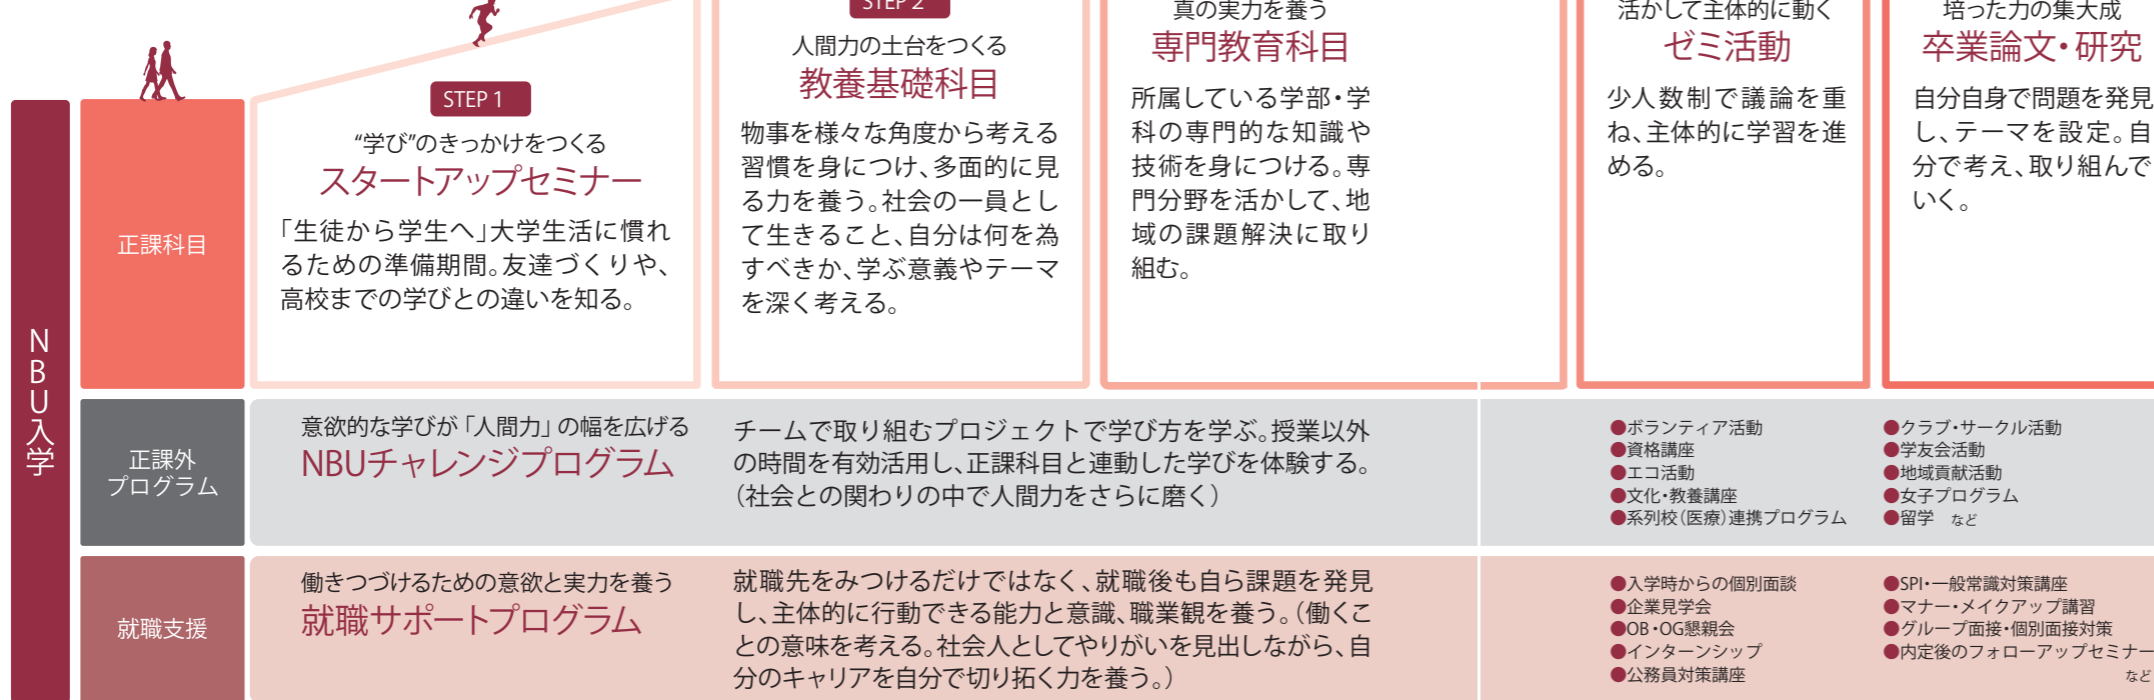 NBU入学
正課科目
STEP 1
“学び”のきっかけをつくる
スタートアップセミナー
「生徒から学生へ」大学生活に慣れ
るための準備期間。友達づくりや、
高校までの学びとの違いを知る。
STEP 2
人間力の土台をつくる
教養基礎科目
物事を様々な角度から考える
習慣を身につけ、多面的に見
る力を養う。社会の一員とし
て生きること、自分は何を為
すべきか、学ぶ意義やテーマ
を深く考える。
真の実力を養う
専門教育科目
所属している学部・学
科の専門的な知識や
技術を身につける。専
門分野を活かして、地
域の課題解決に取り
組む。
活かして主体的に動く
ゼミ活動
少人数制で議論を重
ね、主体的に学習を進
める。
培った力の集大成
卒業論文・研究
自分自身で問題を発見
し、テーマを設定。自
分で考え、取り組んで
いく。
正課外
プログラム
意欲的な学びが「人間力」の幅を広げる
NBUチャレンジプログラム
チームで取り組むプロジェクトで学び方を学ぶ。授業以外
の時間を有効活用し、正課科目と連動した学びを体験する。
（社会との関わりの中で人間力をさらに磨く）
●ボランティア活動
●資格講座
●エコ活動
●文化・教養講座
●系列校（医療）連携プログラム
●クラブ・サークル活動
●学友会活動
●地域貢献活動
●女子プログラム
●留学 など
就職支援
働きつづけるための意欲と実力を養う
就職サポートプログラム
就職先をみつけるだけではなく、就職後も自ら課題を発見
し、主体的に行動できる能力と意識、職業観を養う。（働くこ
との意味を考える。社会人としてやりがいを見出しながら、自
分のキャリアを自分で切り拓く力を養う。）
●入学時からの個別面談
●企業見学会
●OB・OG懇親会
●インターンシップ
●公務員対策講座
●SPI・一般常識対策講座
●マナー・メイクアップ講習
●グループ面接・個別面接対策
●内定後のフォローアップセミナー
など